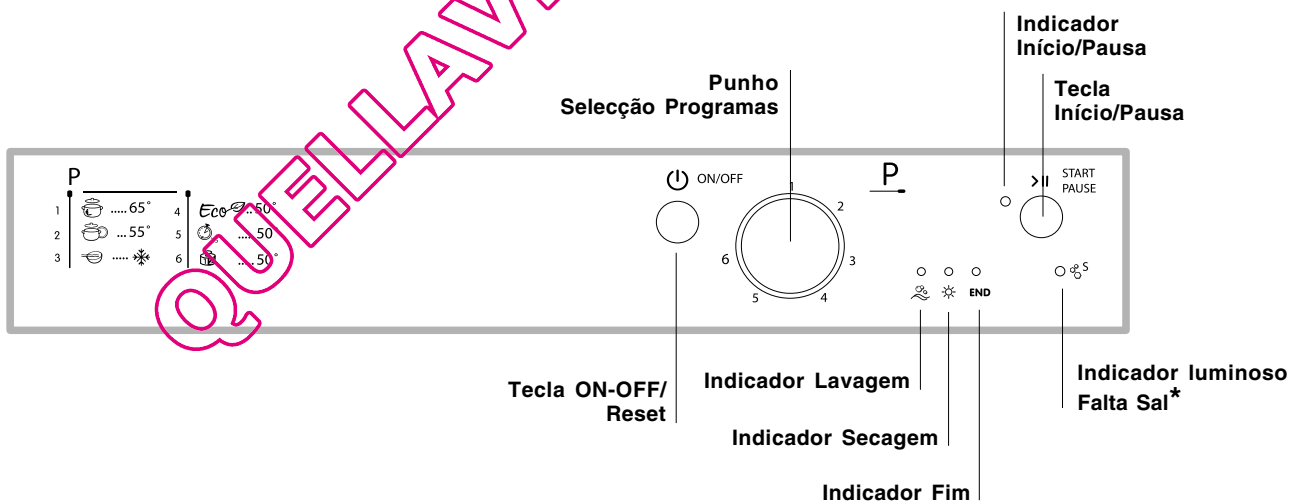 Indicador
Início/Pausa
Punho
Selecção Programas
Tecla
Início/Pausa
P
1 ..... 65°
2 ... 55°
3 .....
4 Eco .. 50°
5 .... 50°
6 ..... 50°
ON/OFF
1
2
3
4
5
6
P
START
PAUSE
END
S
QUELLAV
Tecla ON-OFF/
Reset
Indicador Lavagem
Indicador Secagem
Indicador Fim
Indicador luminoso
Falta Sal*